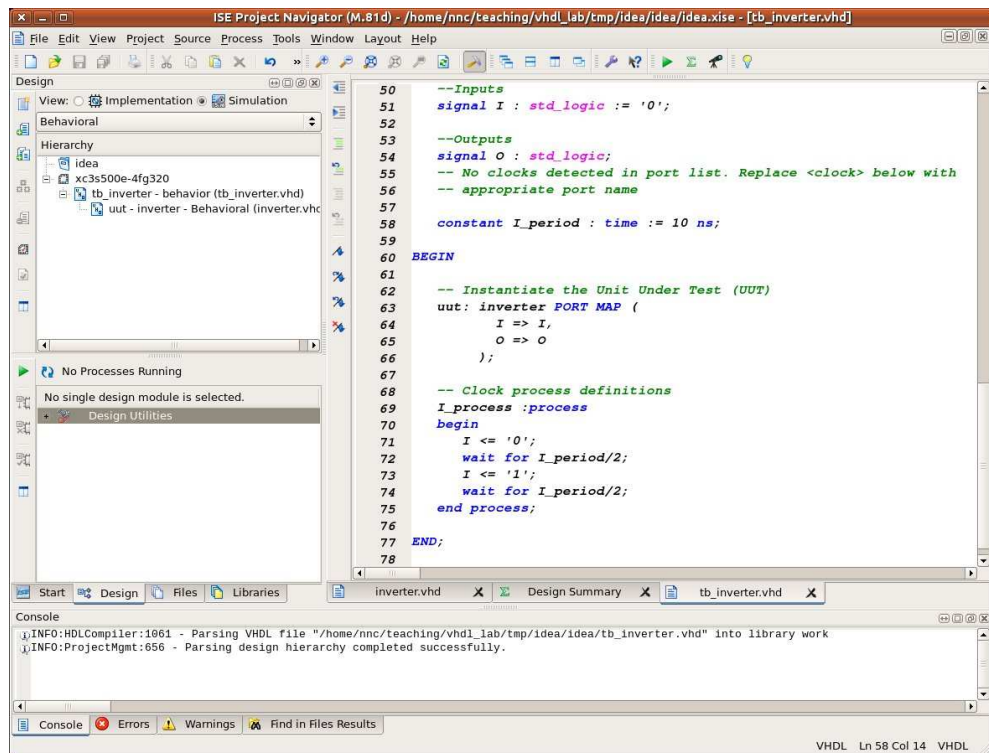 ISE Project Navigator (M.81d) - /home/nnc/teaching/vhdl_lab/tmp/idea/idea/idea.xise - [tb_inverter.vhd]
File Edit View Project Source Process Tools Window Layout Help
Design
View: Implementation Simulation
Behavioral
Hierarchy
idea
xc3s500e-4fg320
tb_inverter - behavior (tb_inverter.vhd)
uut - inverter - Behavioral (inverter.vhc
No Processes Running
No single design module is selected.
Design Utilities
50 --Inputs
51 signal I : std_logic := '0';
52
53 --Outputs
54 signal O : std_logic;
55 -- No clocks detected in port list. Replace <clock> below with
56 -- appropriate port name
57
58 constant I_period : time := 10 ns;
59
60 BEGIN
61
62 -- Instantiate the Unit Under Test (UUT)
63 uut: inverter PORT MAP (
64 I => I,
65 O => O
66 );
67
68 -- Clock process definitions
69 I_process :process
70 begin
71 I <= '0';
72 wait for I_period/2;
73 I <= '1';
74 wait for I_period/2;
75 end process;
76
77 END;
78
Start Design Files Libraries
inverter.vhd Design Summary tb_inverter.vhd
Console
INFO:HDLCompiler:1061 - Parsing VHDL file "/home/nnc/teaching/vhdl_lab/tmp/idea/idea/tb_inverter.vhd" into library work
INFO:ProjectMgmt:656 - Parsing design hierarchy completed successfully.
Console Errors Warnings Find in Files Results
VHDL Ln 58 Col 14 VHDL